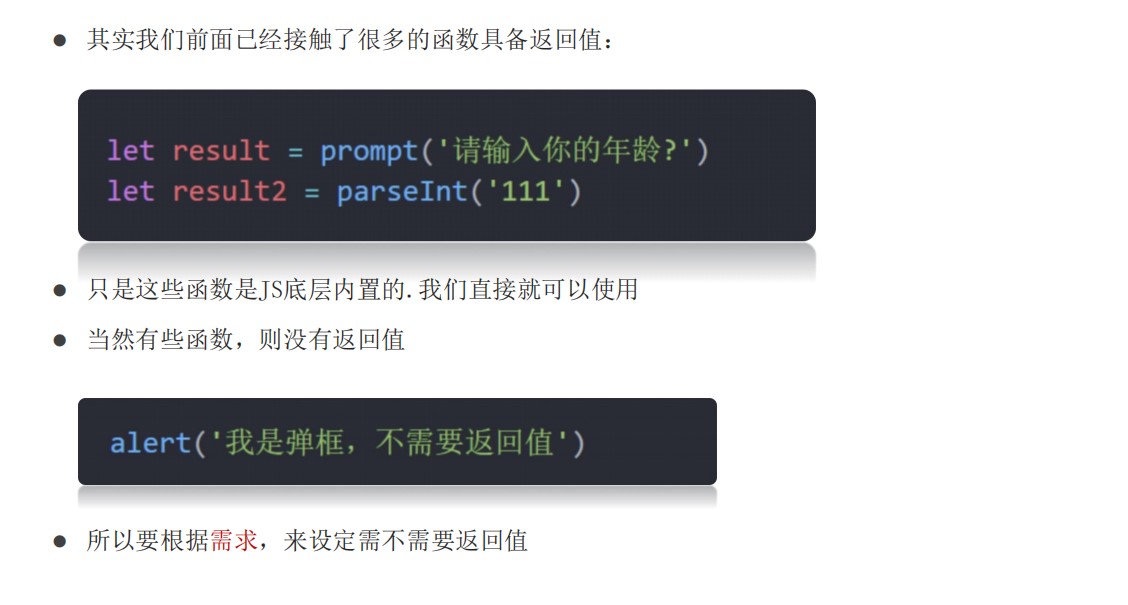 其实我们前面已经接触了很多的函数具备返回值：
let result = prompt('请输入你的年龄?')
let result2 = parseInt('111')
只是这些函数是JS底层内置的.我们直接就可以使用
当然有些函数，则没有返回值
alert('我是弹框，不需要返回值')
所以要根据需求，来设定需不需要返回值